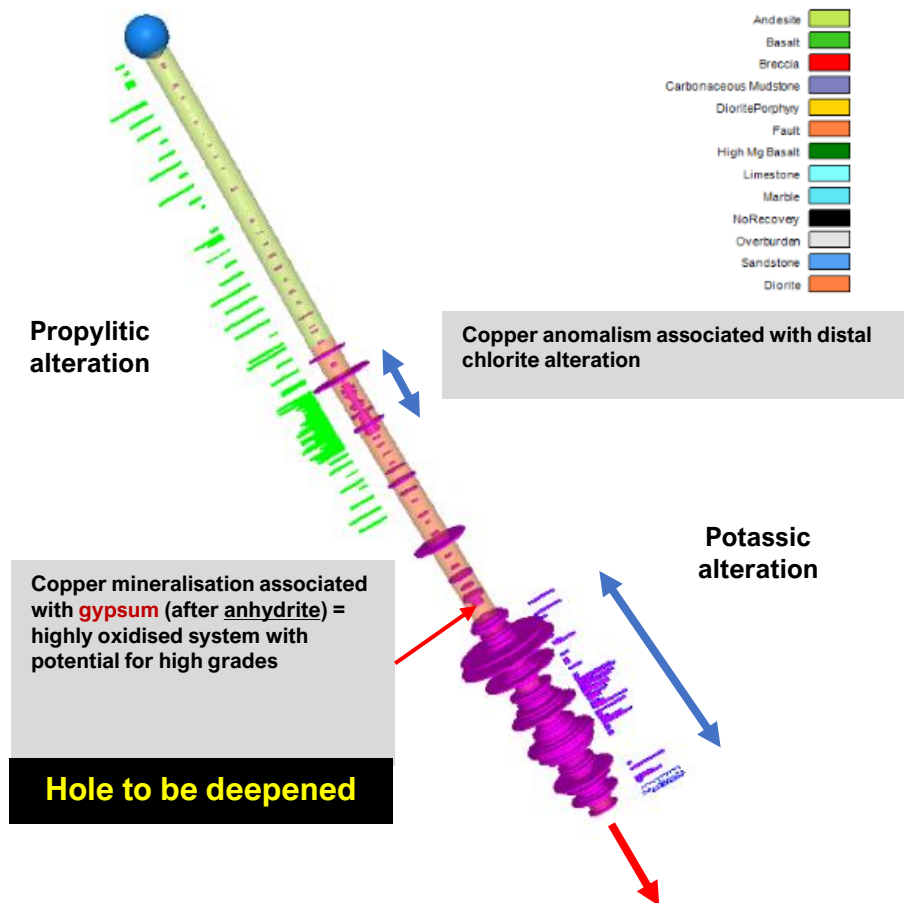 Andesite
Basalt
Breccia
Carbonaceous Mudstone
DioritePorphyry
Fault
High Mg Basalt
Limestone
Marble
NoRecovery
Overburden
Sandstone
Diorite
Propylitic
alteration
Copper anomalism associated with distal
chlorite alteration
Potassic
alteration
Copper mineralisation associated
with gypsum (after anhydrite) =
highly oxidised system with
potential for high grades
Hole to be deepened